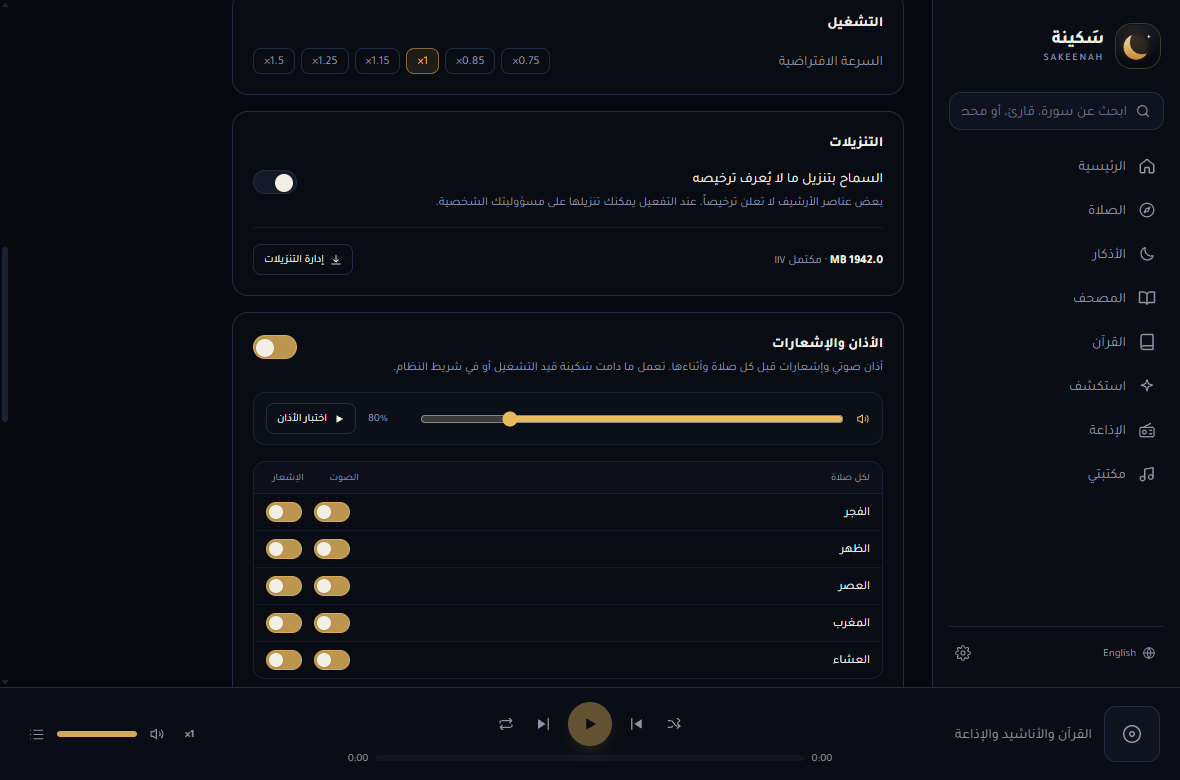 سَكينة
SAKEENAH
ابحث عن سورة، قارئ، أو محد
الرئيسية
الصلاة
الأذكار
المصحف
القرآن
استكشف
الإذاعة
مكتبتي
English
التشغيل
السرعة الافتراضية
×0.75
×0.85
×1
×1.15
×1.25
×1.5
التنزيلات
السماح بتنزيل ما لا يُعرف ترخيصه
بعض عناصر الأرشيف لا تعلن ترخيصاً. عند التفعيل يمكنك تنزيلها على مسؤوليتك الشخصية.
1942.0 MB · مكتمل ١١٧
إدارة التنزيلات
الأذان والإشعارات
أذان صوتي وإشعارات قبل كل صلاة وأثناءها. تعمل ما دامت سَكينة قيد التشغيل أو في شريط النظام.
80%
اختبار الأذان
لكل صلاة الصوت الإشعار
الفجر
الظهر
العصر
المغرب
العشاء
القرآن والأناشيد والإذاعة
0:00
0:00
×1